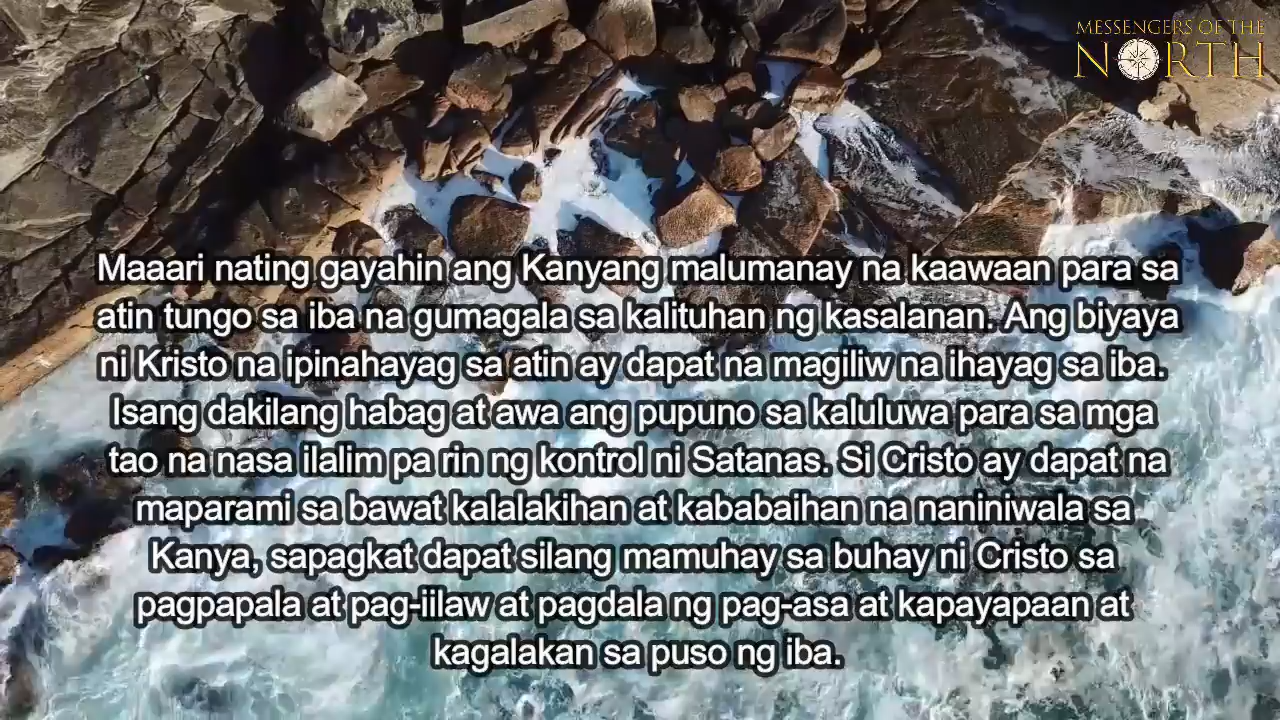 MESSENGERS OF THE
NORTH
Maaari nating gayahin ang Kanyang malumanay na kaawaan para sa
atin tungo sa iba na gumagala sa kalituhan ng kasalanan. Ang biyaya
ni Kristo na ipinahayag sa atin ay dapat na magiliw na ihayag sa iba.
Isang dakilang habag at awa ang pupuno sa kaluluwa para sa mga
tao na nasa ilalim pa rin ng kontrol ni Satanas. Si Cristo ay dapat na
maparami sa bawat kalalakihan at kababaihan na naniniwala sa
Kanya, sapagkat dapat silang mamuhay sa buhay ni Cristo sa
pagpapala at pag-iilaw at pagdala ng pag-asa at kapayapaan at
kagalakan sa puso ng iba.